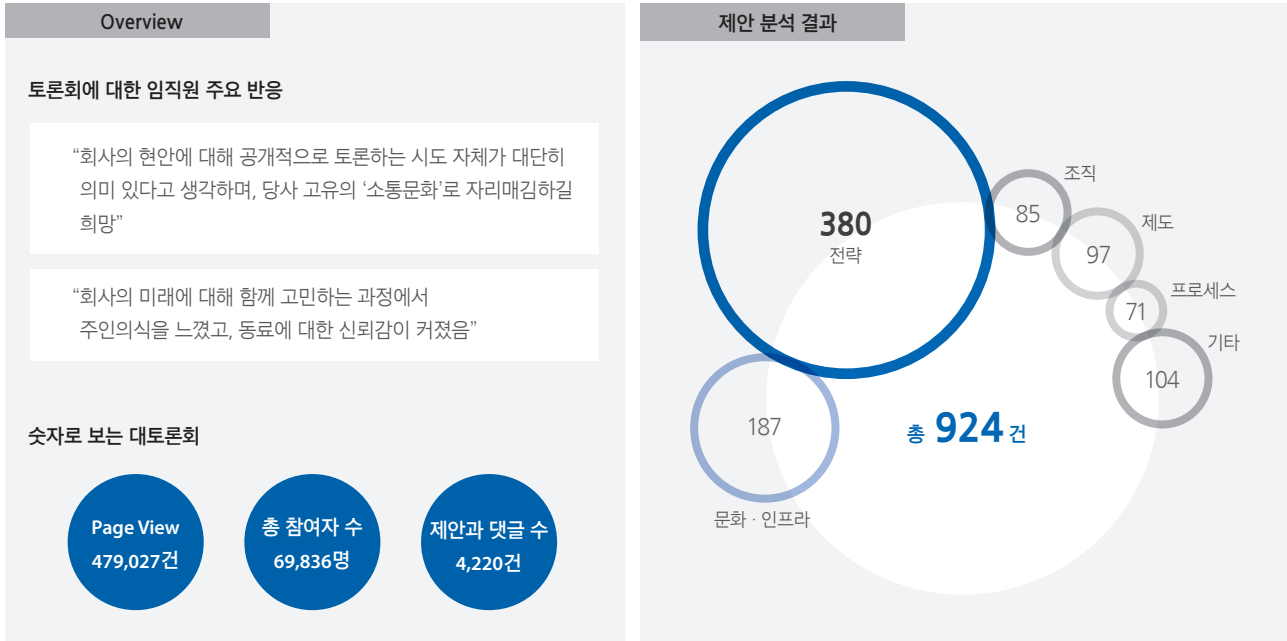 Overview
토론회에 대한 임직원 주요 반응
“회사의 현안에 대해 공개적으로 토론하는 시도 자체가 대단히
의미 있다고 생각하며, 당사 고유의 ‘소통문화’로 자리매김하길
희망”
“회사의 미래에 대해 함께 고민하는 과정에서
주인의식을 느꼈고, 동료에 대한 신뢰감이 커졌음”
숫자로 보는 대토론회
Page View
479,027건
총 참여자 수
69,836명
제안과 댓글 수
4,220건
제안 분석 결과
380
전략
조직
85
제도
97
프로세스
71
기타
104
187
문화 · 인프라
총 924 건